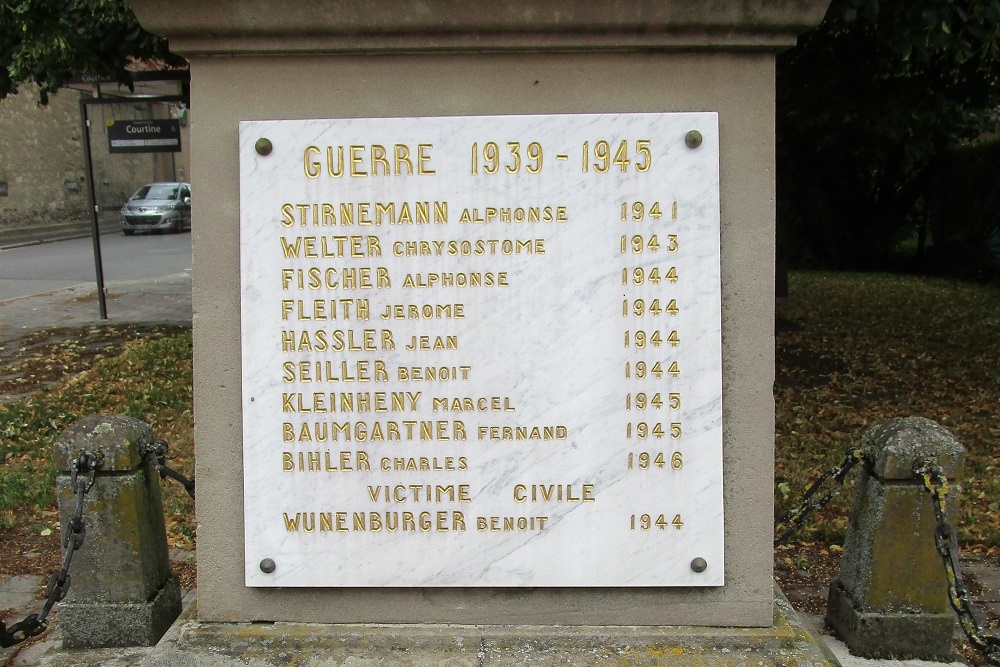 Courtine
GUERRE 1939-1945
STIRNEMANN ALPHONSE 1941
WELTER CHRYSOSTOME 1943
FISCHER ALPHONSE 1944
FLEITH JEROME 1944
HASSLER JEAN 1944
SEILLER BENOIT 1944
KLEINHENY MARCEL 1945
BAUMGARTNER FERNAND 1945
BIHLER CHARLES 1946
VICTIME CIVILE
WUNENBURGER BENOIT 1944